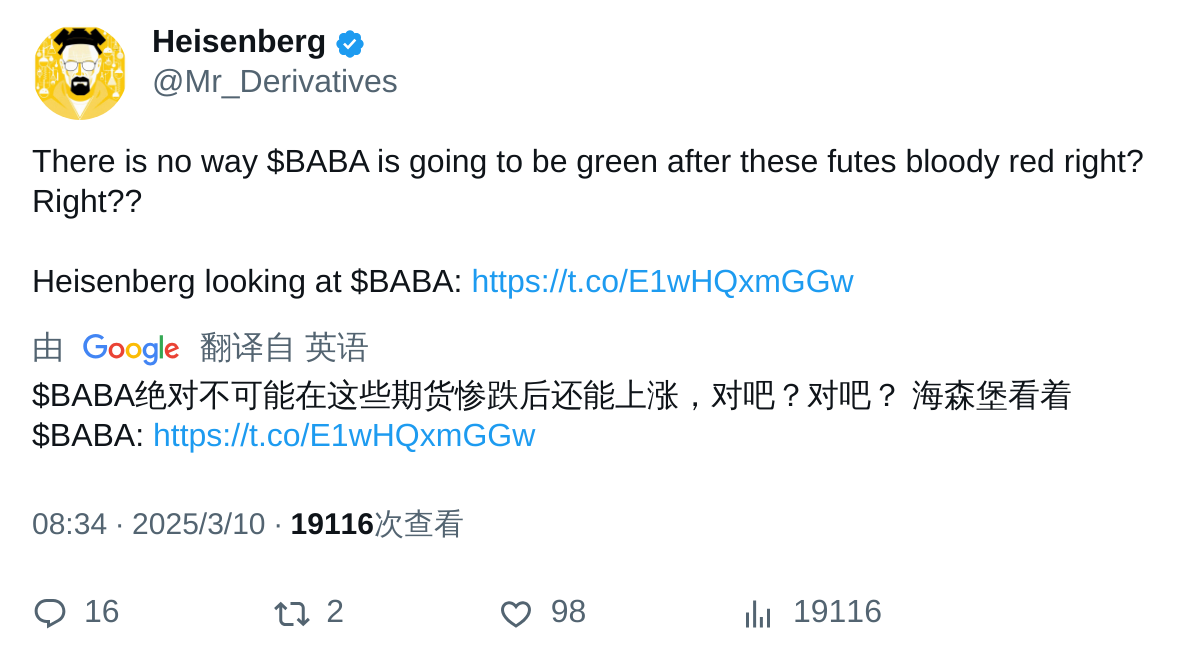 Heisenberg
@Mr_Derivatives
There is no way $BABA is going to be green after these futes bloody red right?
Right??
Heisenberg looking at $BABA: https://t.co/E1wHQxmGGw
由 Google 翻译自 英语
$BABA绝对不可能在这些期货惨跌后还能上涨，对吧？对吧？ 海森堡看着
$BABA: https://t.co/E1wHQxmGGw
08:34 · 2025/3/10 · 19116次查看
16 2 98 19116